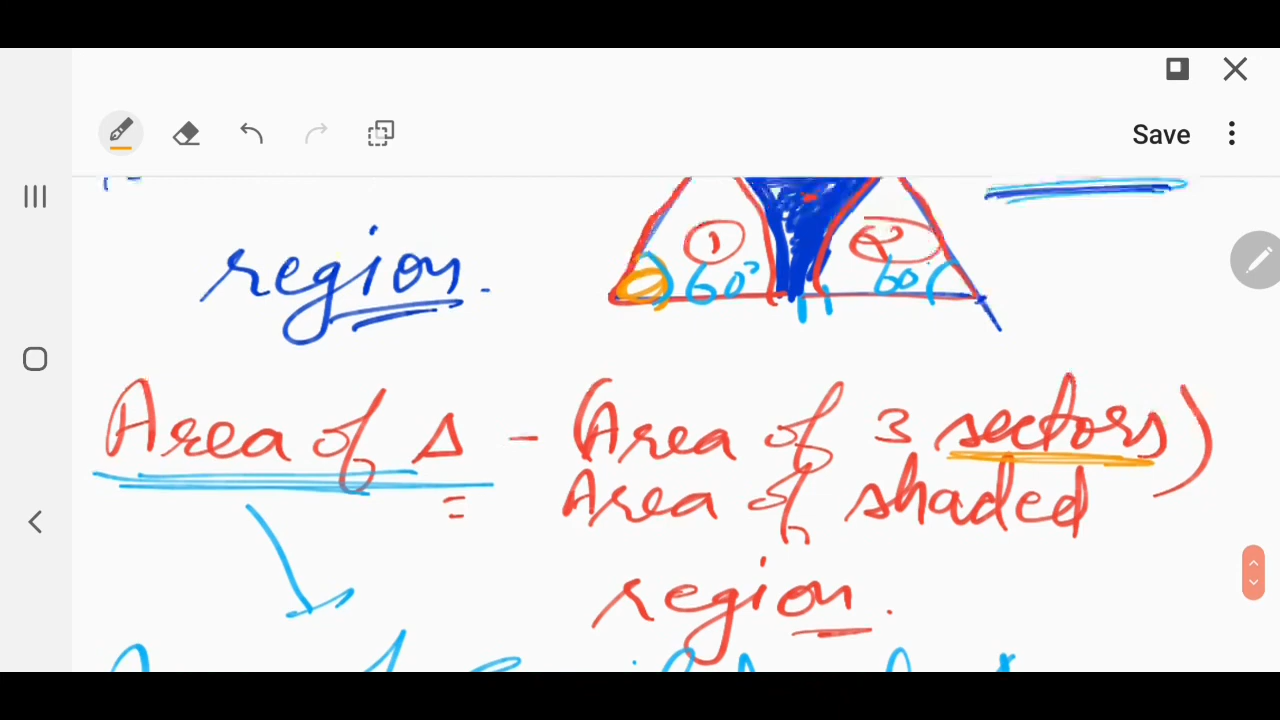 Save
region.
1 2
60° 60
Area of Δ - (Area of 3 sectors)
= Area of shaded
region.